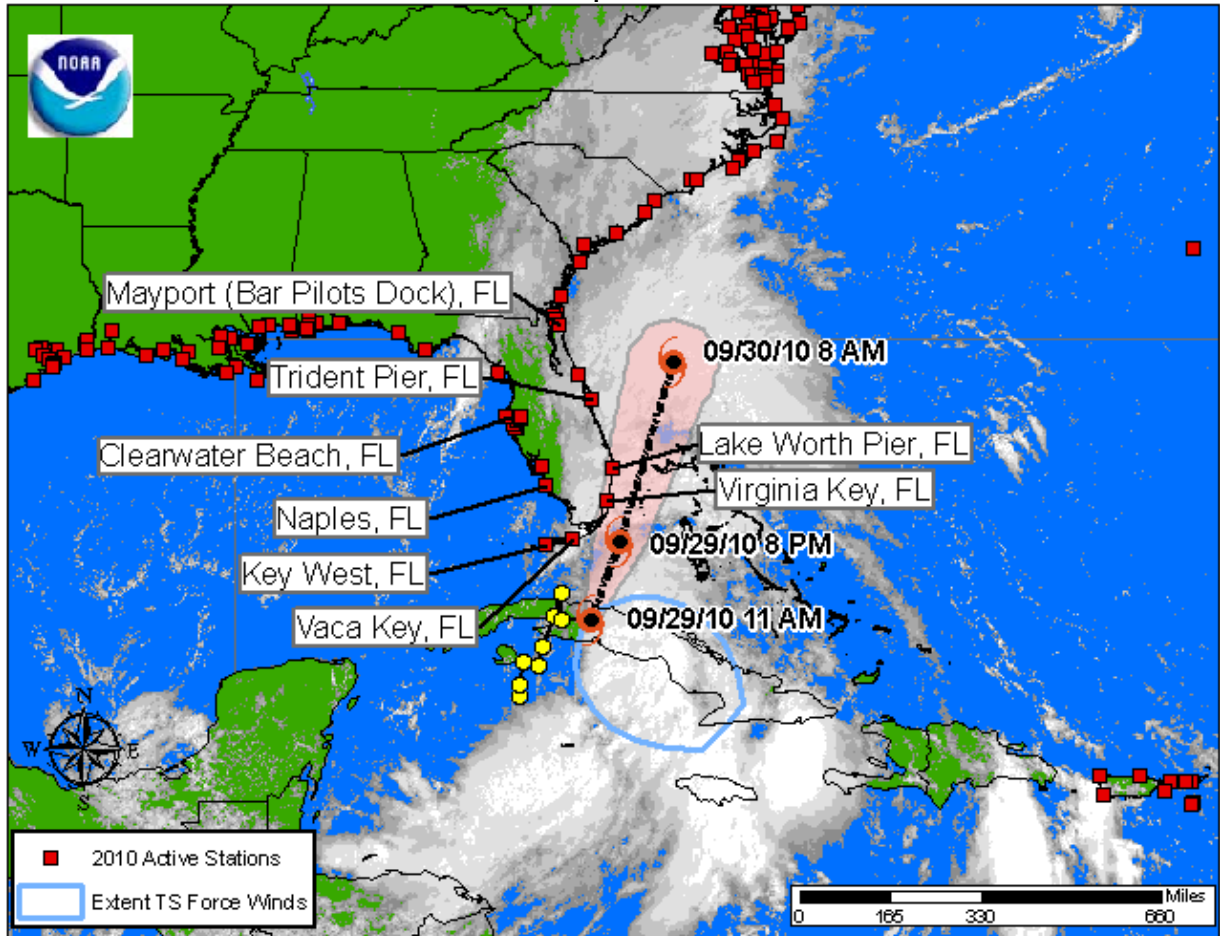 NOAA
Mayport (Bar Pilots Dock), FL
09/30/10 8 AM
Trident Pier, FL
Clearwater Beach, FL
Lake Worth Pier, FL
Virginia Key, FL
Naples, FL
09/29/10 8 PM
Key West, FL
Vaca Key, FL
09/29/10 11 AM
N
W E
S
2010 Active Stations
Extent TS Force Winds
Miles
0 165 330 660